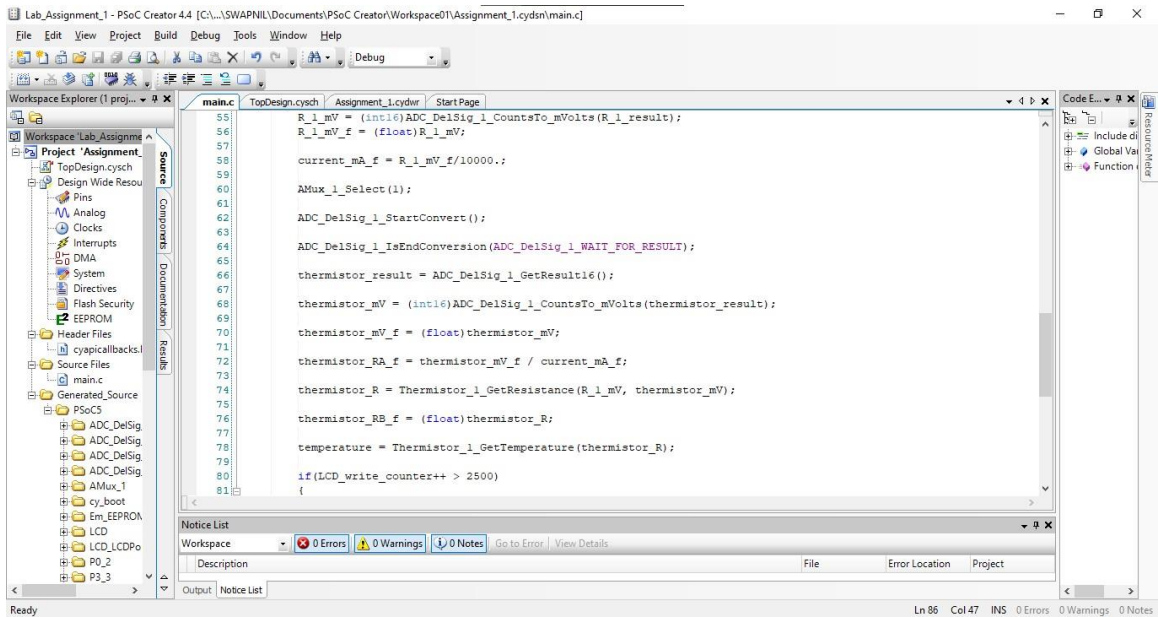 Lab_Assignment_1 - PSoC Creator 4.4 [C:\...\SWAPNIL\Documents\PSoC Creator\Workspace01\Assignment_1.cydsn\main.c]
File Edit View Project Build Debug Tools Window Help
Debug
Workspace Explorer (1 proj...
Workspace 'Lab_Assignme
Project 'Assignment_
TopDesign.cysch
Design Wide Resou
Pins
Analog
Clocks
Interrupts
DMA
System
Directives
Flash Security
EEPROM
Header Files
cyapicallbacks.l
Source Files
main.c
Generated_Source
PSoC5
ADC_DelSig_
ADC_DelSig_
ADC_DelSig_
ADC_DelSig_
AMux_1
cy_boot
Em_EEPROM
LCD
LCD_LCDPo
P0_2
P3_3
Source
Components
Documentation
Results
main.c TopDesign.cysch Assignment_1.cydwr Start Page
55 R_1_mV = (int16)ADC_DelSig_1_CountsTo_mVolts(R_1_result);
56 R_1_mV_f = (float)R_1_mV;
57
58 current_mA_f = R_1_mV_f/10000.;
59
60 AMux_1_Select(1);
61
62 ADC_DelSig_1_StartConvert();
63
64 ADC_DelSig_1_IsEndConversion(ADC_DelSig_1_WAIT_FOR_RESULT);
65
66 thermistor_result = ADC_DelSig_1_GetResult16();
67
68 thermistor_mV = (int16)ADC_DelSig_1_CountsTo_mVolts(thermistor_result);
69
70 thermistor_mV_f = (float)thermistor_mV;
71
72 thermistor_RA_f = thermistor_mV_f / current_mA_f;
73
74 thermistor_R = Thermistor_1_GetResistance(R_1_mV, thermistor_mV);
75
76 thermistor_RB_f = (float)thermistor_R;
77
78 temperature = Thermistor_1_GetTemperature(thermistor_R);
79
80 if(LCD_write_counter++ > 2500)
81 {
Code E...
Include di
Global Var
Function
Resource Meter
Notice List
Workspace 0 Errors 0 Warnings 0 Notes Go to Error View Details
Description File Error Location Project
Output Notice List
Ready Ln 86 Col 47 INS 0 Errors 0 Warnings 0 Notes